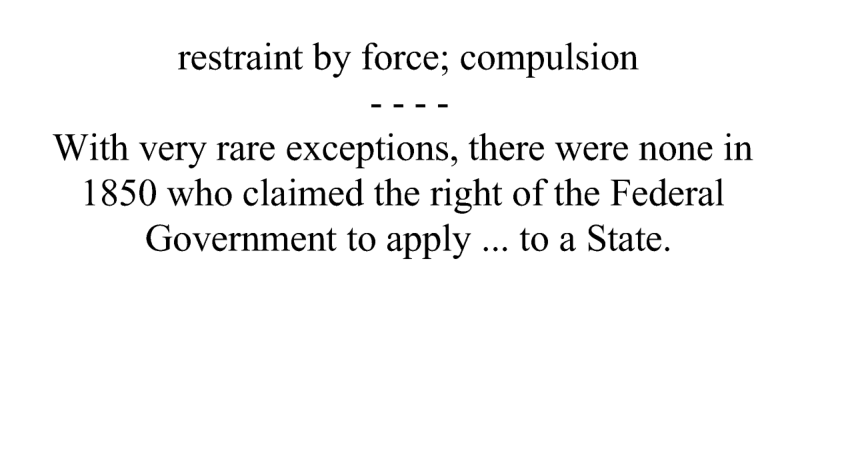 restraint by force; compulsion
- - - -
With very rare exceptions, there were none in
1850 who claimed the right of the Federal
Government to apply ... to a State.